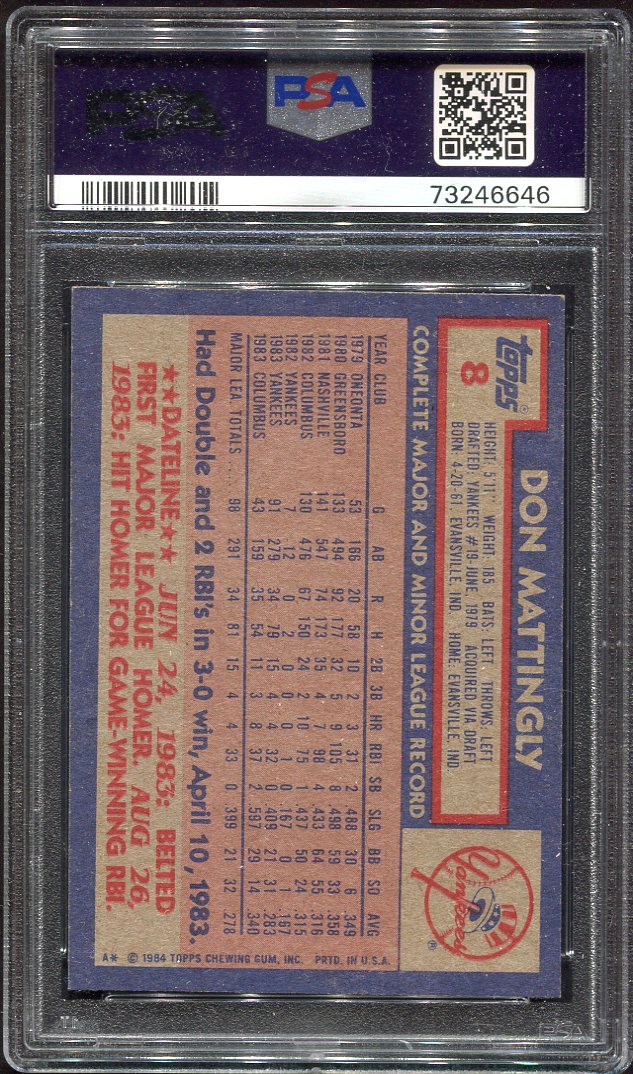 PSA
73246646
topps®
8
DON MATTINGLY
HEIGHT: 5'11" WEIGHT: 185 BATS: LEFT THROWS: LEFT
DRAFTED: YANKEES #19-JUNE, 1979 ACQUIRED: VIA DRAFT
BORN: 4-20-61 EVANSVILLE, IND. HOME: EVANSVILLE, IND.
Yankees ®
COMPLETE MAJOR AND MINOR LEAGUE RECORD
YEAR CLUB G AB R H 2B 3B HR RBI SB SLG BB SO AVG
1979 ONEONTA 53 166 20 58 10 2 3 31 2 .488 30 6 .349
1980 GREENSBORO 133 494 92 177 32 5 9 105 8 .498 59 33 .358
1981 NASHVILLE 141 547 74 173 35 4 7 98 4 .433 64 55 .316
1982 COLUMBUS 130 476 67 150 24 2 10 75 1 .437 50 24 .315
1982 YANKEES 7 12 0 2 0 0 0 1 0 .167 0 1 .167
1983 YANKEES 91 279 34 79 15 4 4 32 0 .409 21 31 .283
1983 COLUMBUS 43 159 35 54 11 3 8 37 2 .597 29 14 .340
MAJOR LEA. TOTALS 98 291 34 81 15 4 4 33 0 .399 21 32 .278
Had Double and 2 RBI's in 3-0 win, April 10, 1983.
★★DATELINE★★ JUN 24, 1983: BELTED
FIRST MAJOR LEAGUE HOMER. AUG 26,
1983: HIT HOMER FOR GAME-WINNING RBI.
A* © 1984 TOPPS CHEWING GUM, INC. PRTD. IN U.S.A.
PSA